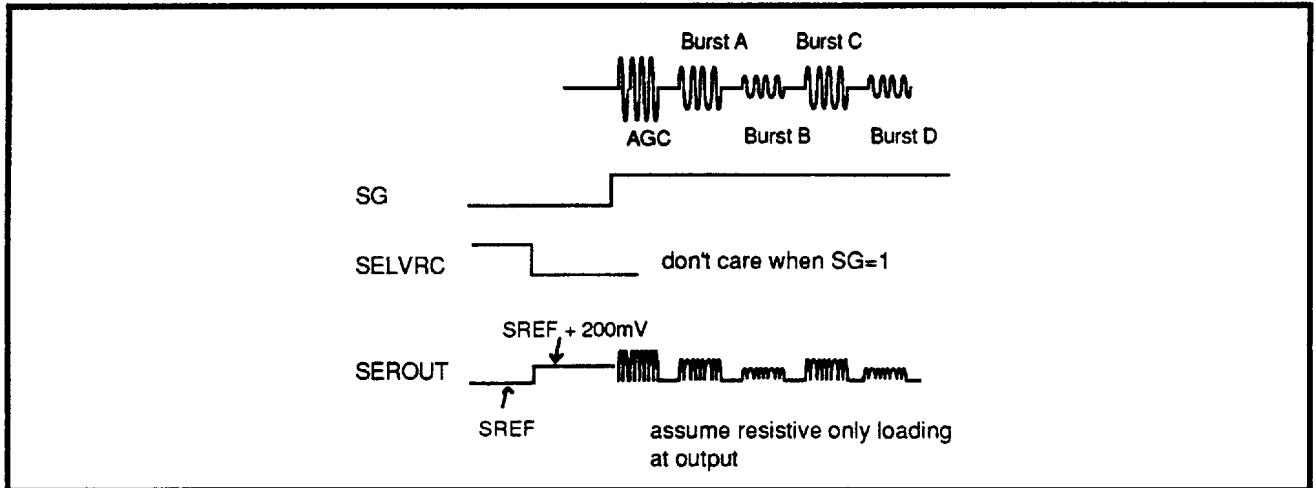 Burst A Burst C
AGC Burst B Burst D
SG
SELVRC don't care when SG=1
SREF + 200mV
SEROUT
SREF
assume resistive only loading
at output